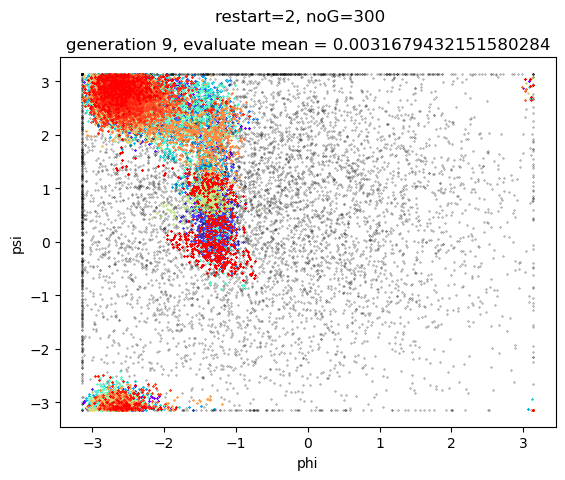 restart=2, noG=300
generation 9, evaluate mean = 0.0031679432151580284
3
2
1
0
−1
−2
−3
psi
−3 −2 −1 0 1 2 3
phi